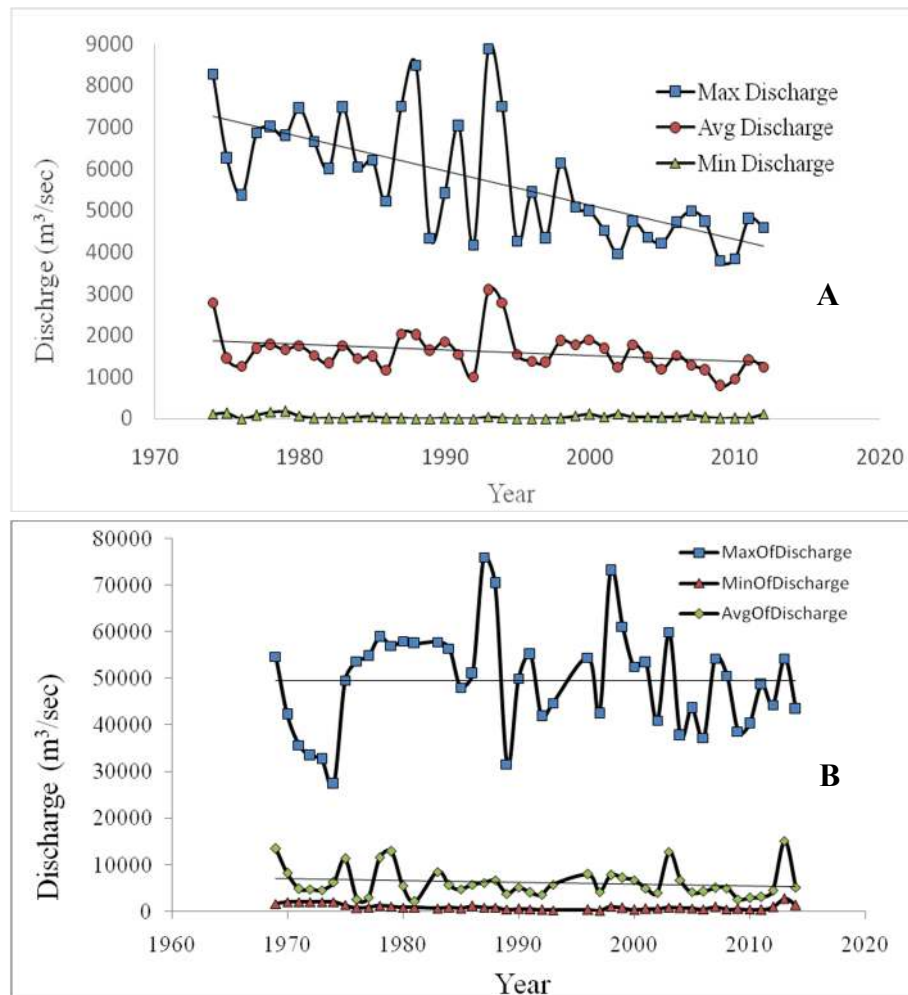 9000
8000
7000
6000
5000
4000
3000
2000
1000
0
Dischrge (m³/sec)
Max Discharge
Avg Discharge
Min Discharge
A
1970 1980 1990 2000 2010 2020
Year
80000
70000
60000
50000
40000
30000
20000
10000
0
Discharge (m³/sec)
MaxOfDischarge
MinOfDischarge
AvgOfDischarge
B
1960 1970 1980 1990 2000 2010 2020
Year